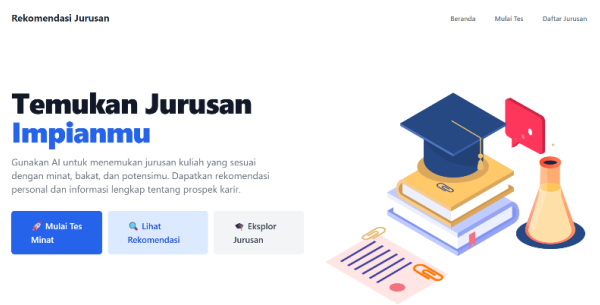 Rekomendasi Jurusan
Beranda Mulai Tes Daftar Jurusan
Temukan Jurusan
Impianmu
Gunakan AI untuk menemukan jurusan kuliah yang sesuai
dengan minat, bakat, dan potensimu. Dapatkan rekomendasi
personal dan informasi lengkap tentang prospek karir.
🚀 Mulai Tes
Minat
🔍 Lihat
Rekomendasi
🎓 Eksplor
Jurusan